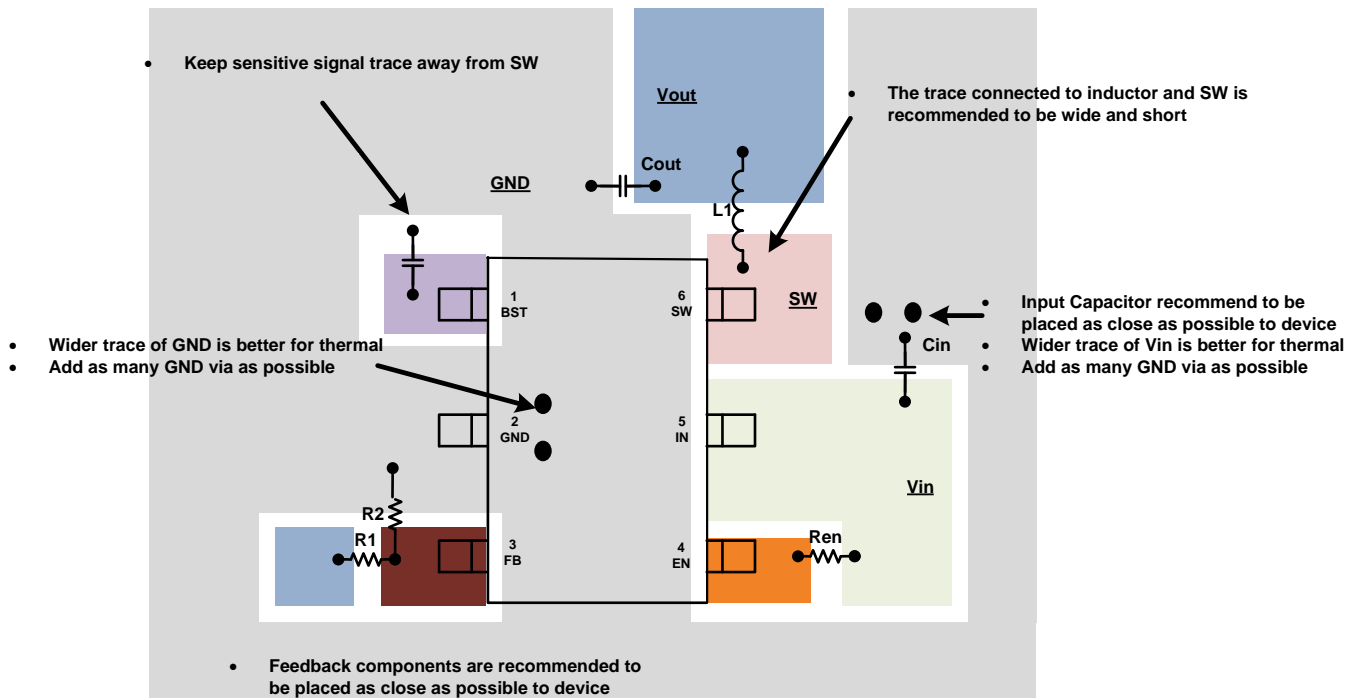 • Keep sensitive signal trace away from SW
Vout
• The trace connected to inductor and SW is
recommended to be wide and short
Cout
GND
L1
1
BST
6
SW
SW
• Input Capacitor recommend to be
placed as close as possible to device
• Wider trace of Vin is better for thermal
• Add as many GND via as possible
Cin
• Wider trace of GND is better for thermal
• Add as many GND via as possible
2
GND
5
IN
Vin
R2
R1
3
FB
4
EN
Ren
• Feedback components are recommended to
be placed as close as possible to device